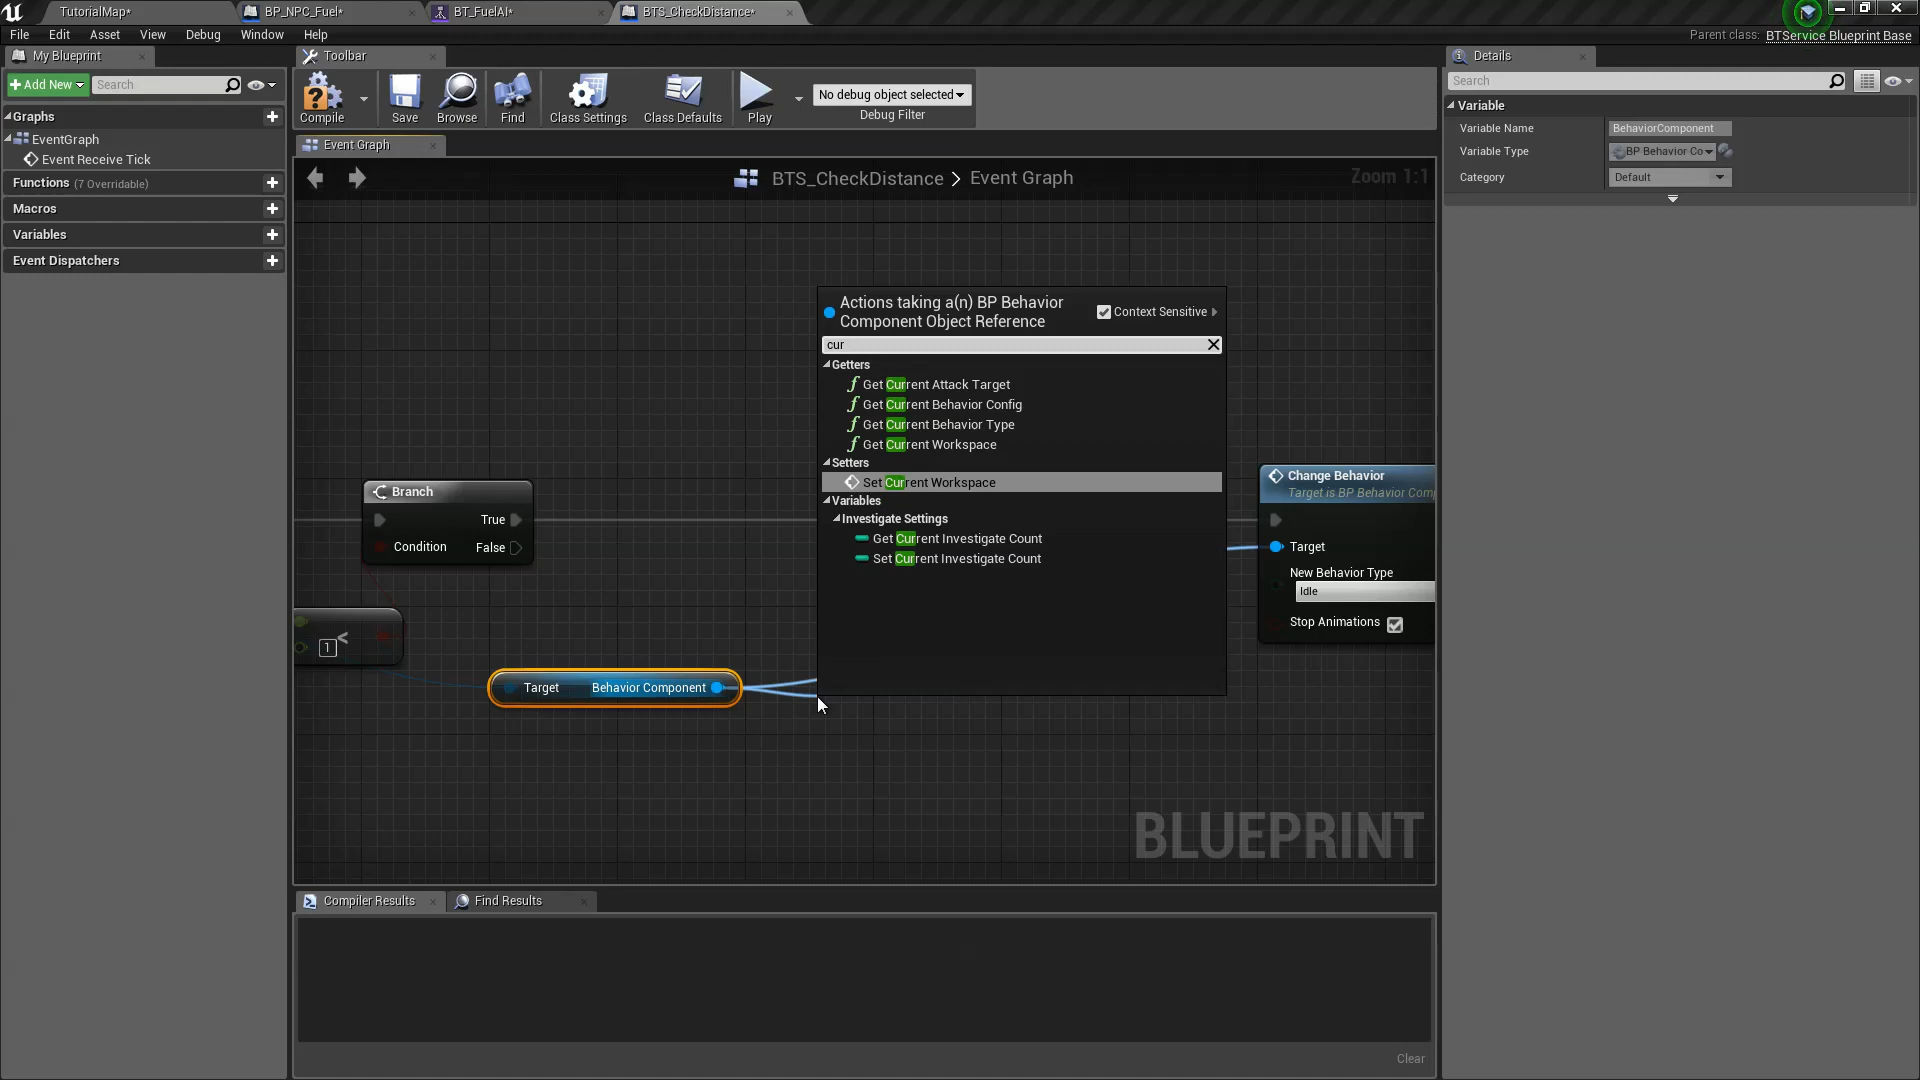 TutorialMap*
BP_NPC_Fuel*
BT_FuelAI*
BTS_CheckDistance*
File Edit Asset View Debug Window Help
Parent class: BTService Blueprint Base
My Blueprint
Add New
Search
Graphs
EventGraph
Event Receive Tick
Functions (7 Overridable)
Macros
Variables
Event Dispatchers
Toolbar
Compile
Save
Browse
Find
Class Settings
Class Defaults
Play
No debug object selected
Debug Filter
Event Graph
BTS_CheckDistance > Event Graph
Zoom 1:1
Actions taking a(n) BP Behavior
Component Object Reference
Context Sensitive
cur
Getters
Get Current Attack Target
Get Current Behavior Config
Get Current Behavior Type
Get Current Workspace
Setters
Set Current Workspace
Variables
Investigate Settings
Get Current Investigate Count
Set Current Investigate Count
Branch
True
Condition
False
1 <
Target Behavior Component
Change Behavior
Target is BP Behavior Com
Target
New Behavior Type
Idle
Stop Animations
BLUEPRINT
Compiler Results
Find Results
Clear
Details
Search
Variable
Variable Name BehaviorComponent
Variable Type BP Behavior Co
Category Default